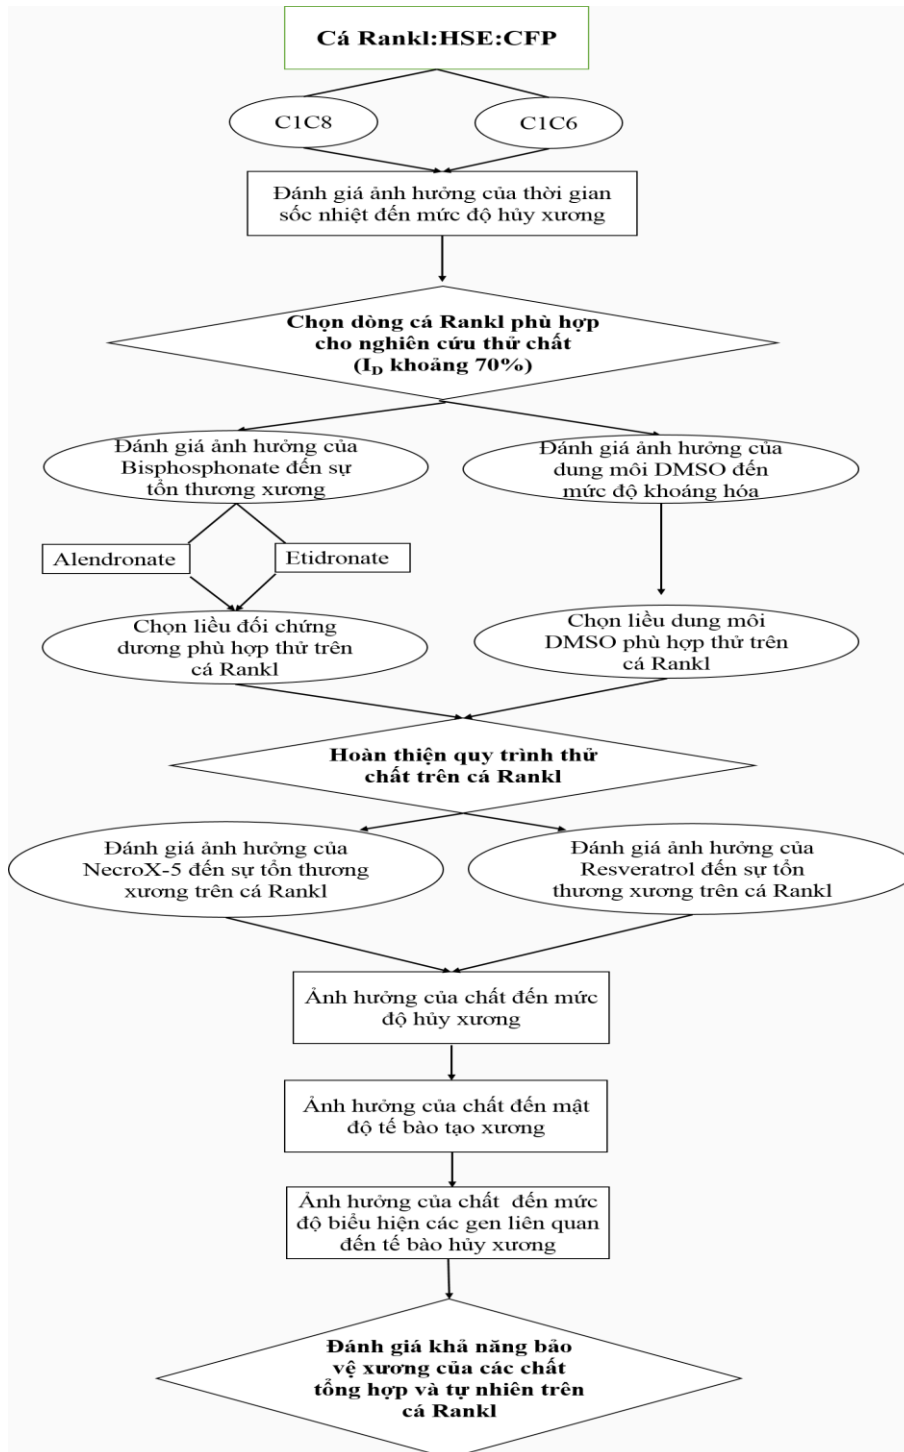 Cá Rankl:HSE:CFP
C1C8
C1C6
Đánh giá ảnh hưởng của thời gian
sốc nhiệt đến mức độ hủy xương
Chọn dòng cá Rankl phù hợp
cho nghiên cứu thử chất
(I_D khoảng 70%)
Đánh giá ảnh hưởng của
Bisphosphonate đến sự
tổn thương xương
Đánh giá ảnh hưởng của
dung môi DMSO đến
mức độ khoáng hóa
Alendronate
Etidronate
Chọn liều đối chứng
dương phù hợp thử trên
cá Rankl
Chọn liều dung môi
DMSO phù hợp thử trên
cá Rankl
Hoàn thiện quy trình thử
chất trên cá Rankl
Đánh giá ảnh hưởng của
NecroX-5 đến sự tổn thương
xương trên cá Rankl
Đánh giá ảnh hưởng của
Resveratrol đến sự tổn
thương xương trên cá Rankl
Ảnh hưởng của chất đến mức
độ hủy xương
Ảnh hưởng của chất đến mật
độ tế bào tạo xương
Ảnh hưởng của chất đến mức
độ biểu hiện các gen liên quan
đến tế bào hủy xương
Đánh giá khả năng bảo
vệ xương của các chất
tổng hợp và tự nhiên trên
cá Rankl